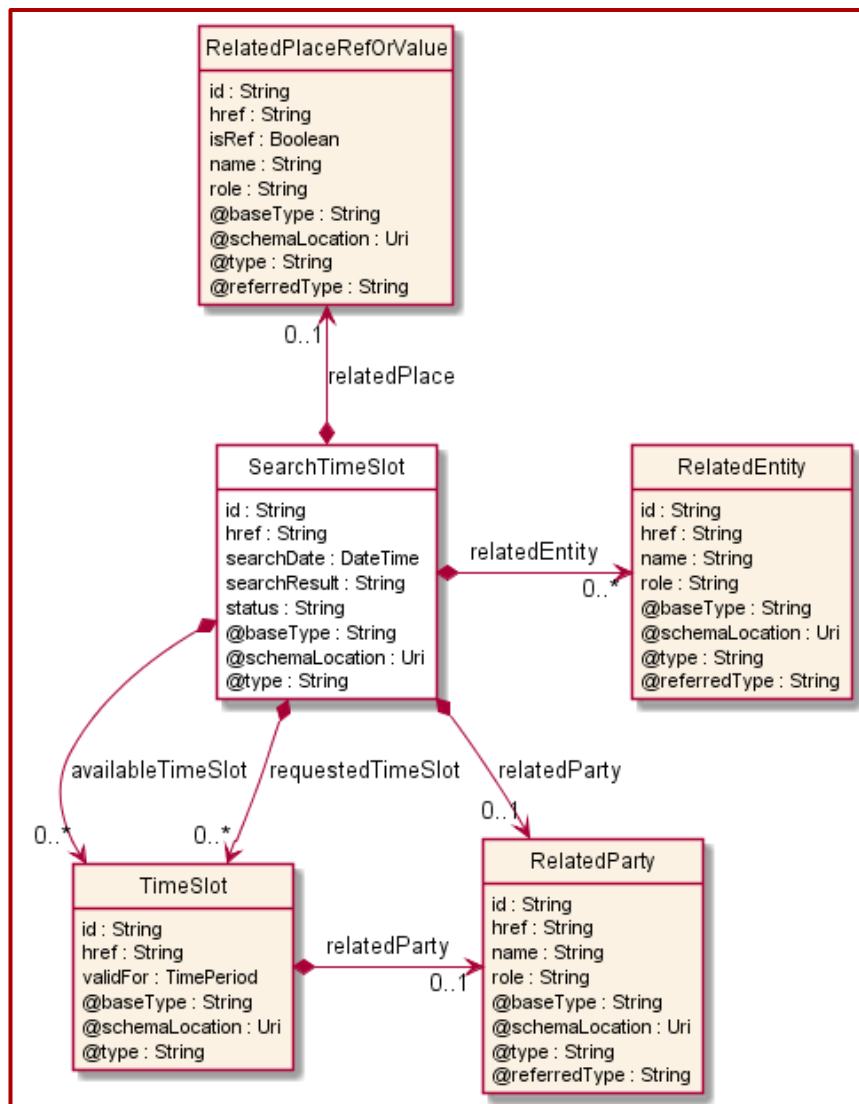 RelatedPlaceRefOrValue
id : String
href : String
isRef : Boolean
name : String
role : String
@baseType : String
@schemaLocation : Uri
@type : String
@referredType : String
0..1
relatedPlace
SearchTimeSlot
id : String
href : String
searchDate : DateTime
searchResult : String
status : String
@baseType : String
@schemaLocation : Uri
@type : String
relatedEntity
0..*
RelatedEntity
id : String
href : String
name : String
role : String
@baseType : String
@schemaLocation : Uri
@type : String
@referredType : String
availableTimeSlot
requestedTimeSlot
relatedParty
0..*
0..*
0..1
TimeSlot
id : String
href : String
validFor : TimePeriod
@baseType : String
@schemaLocation : Uri
@type : String
relatedParty
0..1
RelatedParty
id : String
href : String
name : String
role : String
@baseType : String
@schemaLocation : Uri
@type : String
@referredType : String